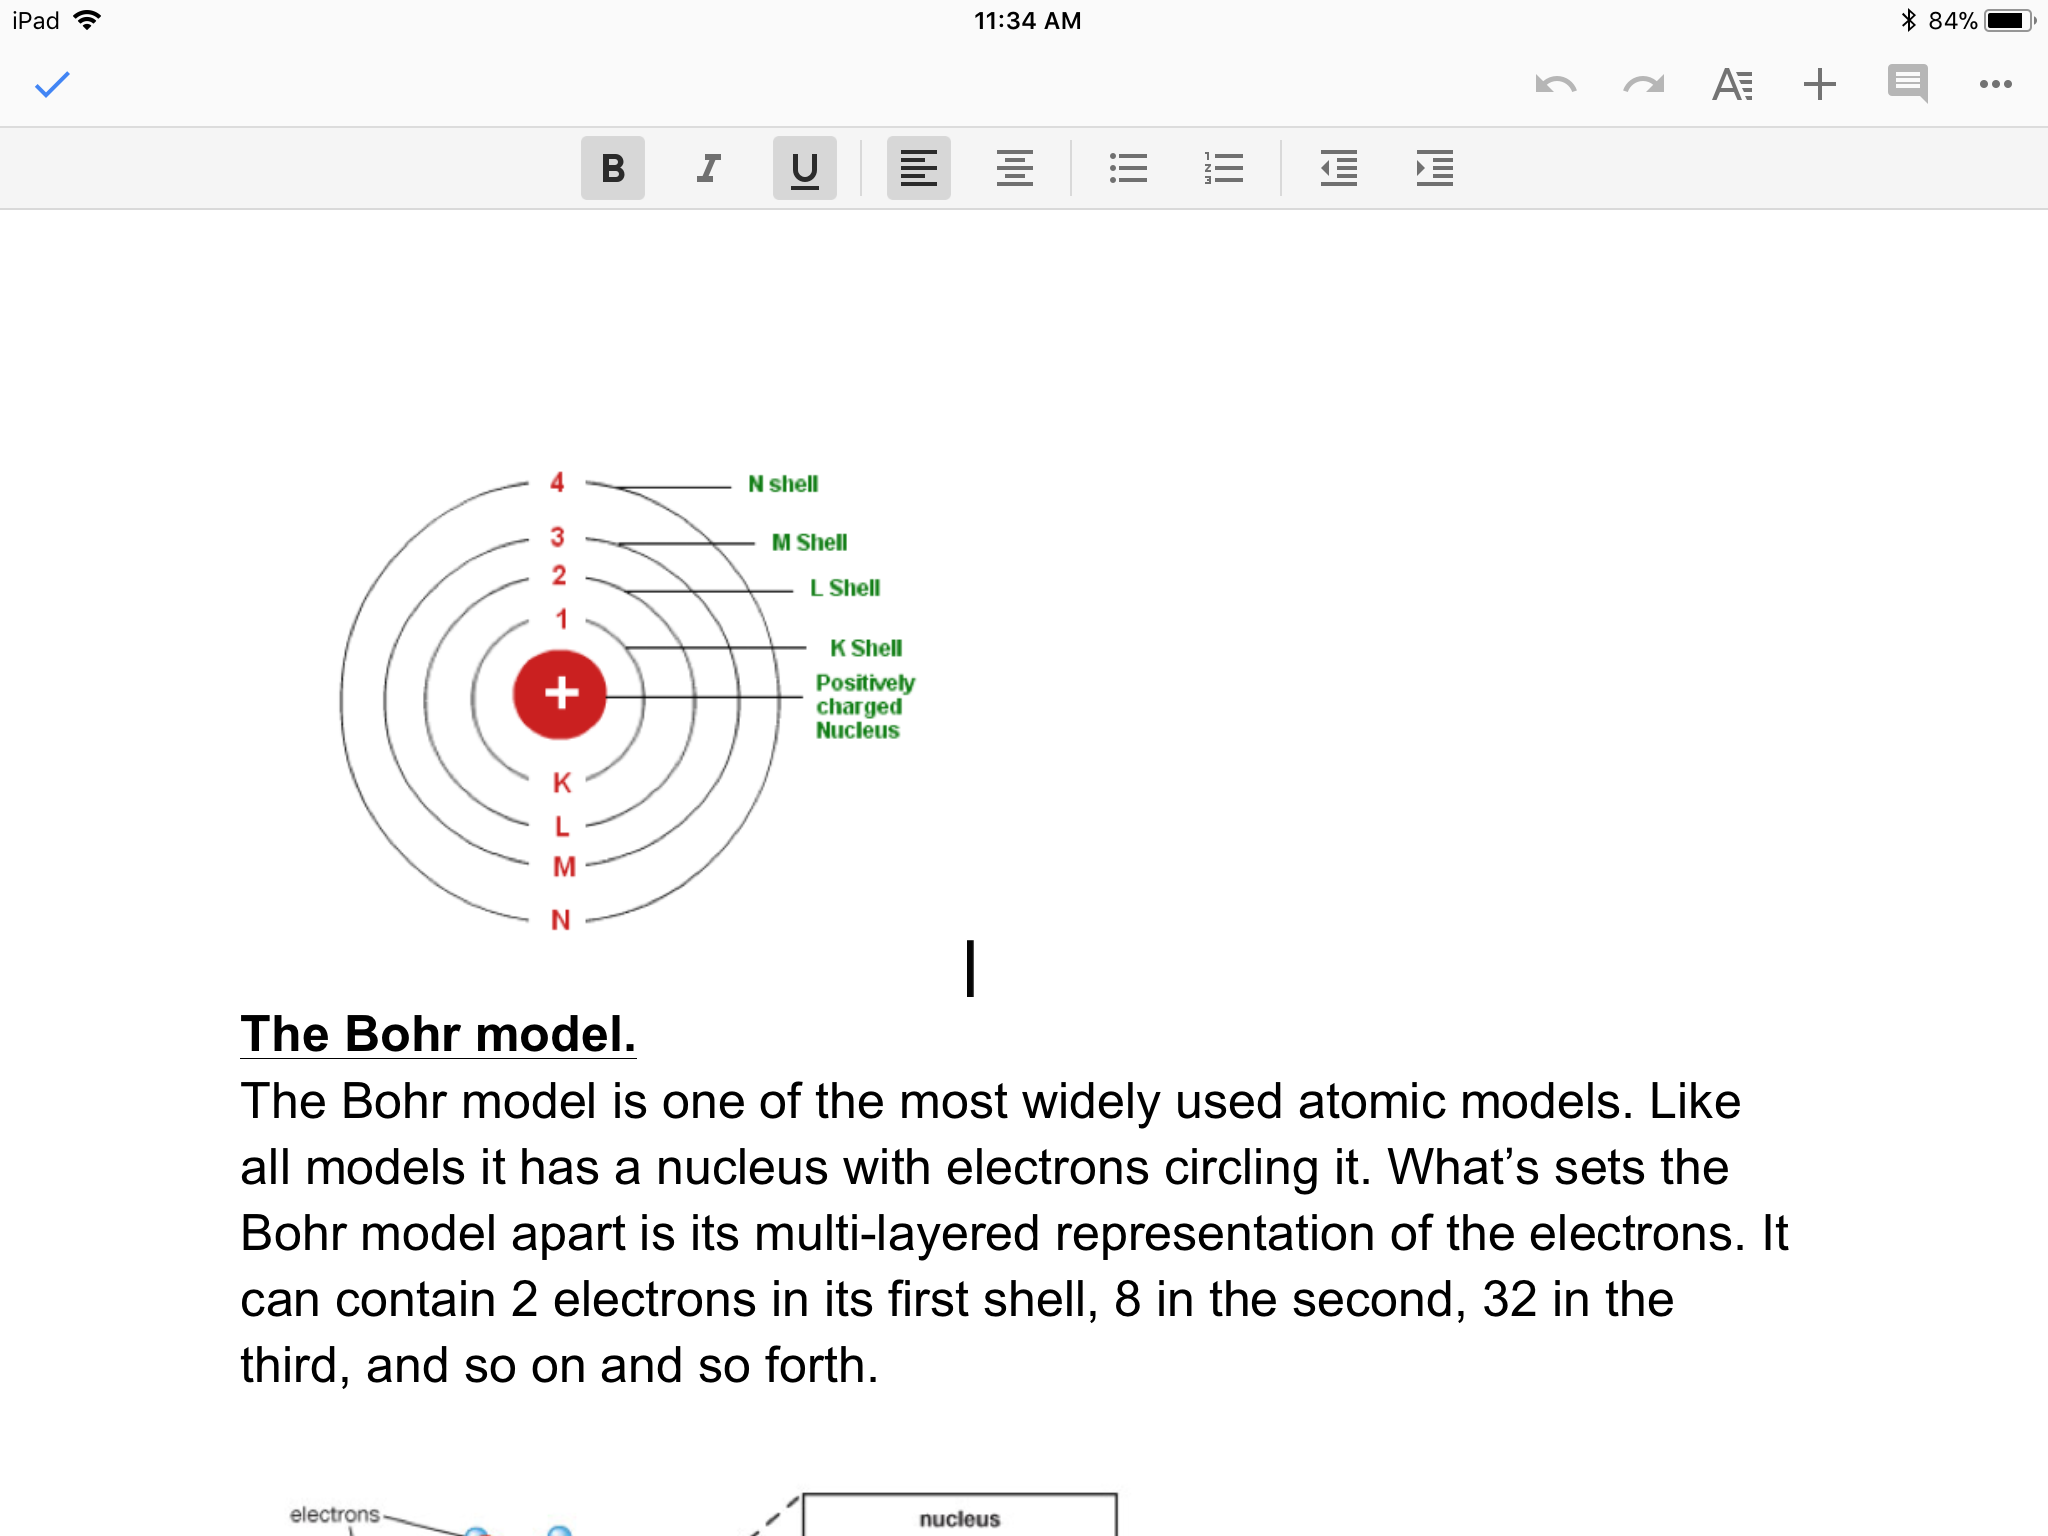 iPad 11:34 AM 84%
B I U
4 N shell
3 M Shell
2 L Shell
1 K Shell
+ Positively
charged
Nucleus
K
L
M
N
The Bohr model.
The Bohr model is one of the most widely used atomic models. Like
all models it has a nucleus with electrons circling it. What’s sets the
Bohr model apart is its multi-layered representation of the electrons. It
can contain 2 electrons in its first shell, 8 in the second, 32 in the
third, and so on and so forth.
electrons nucleus